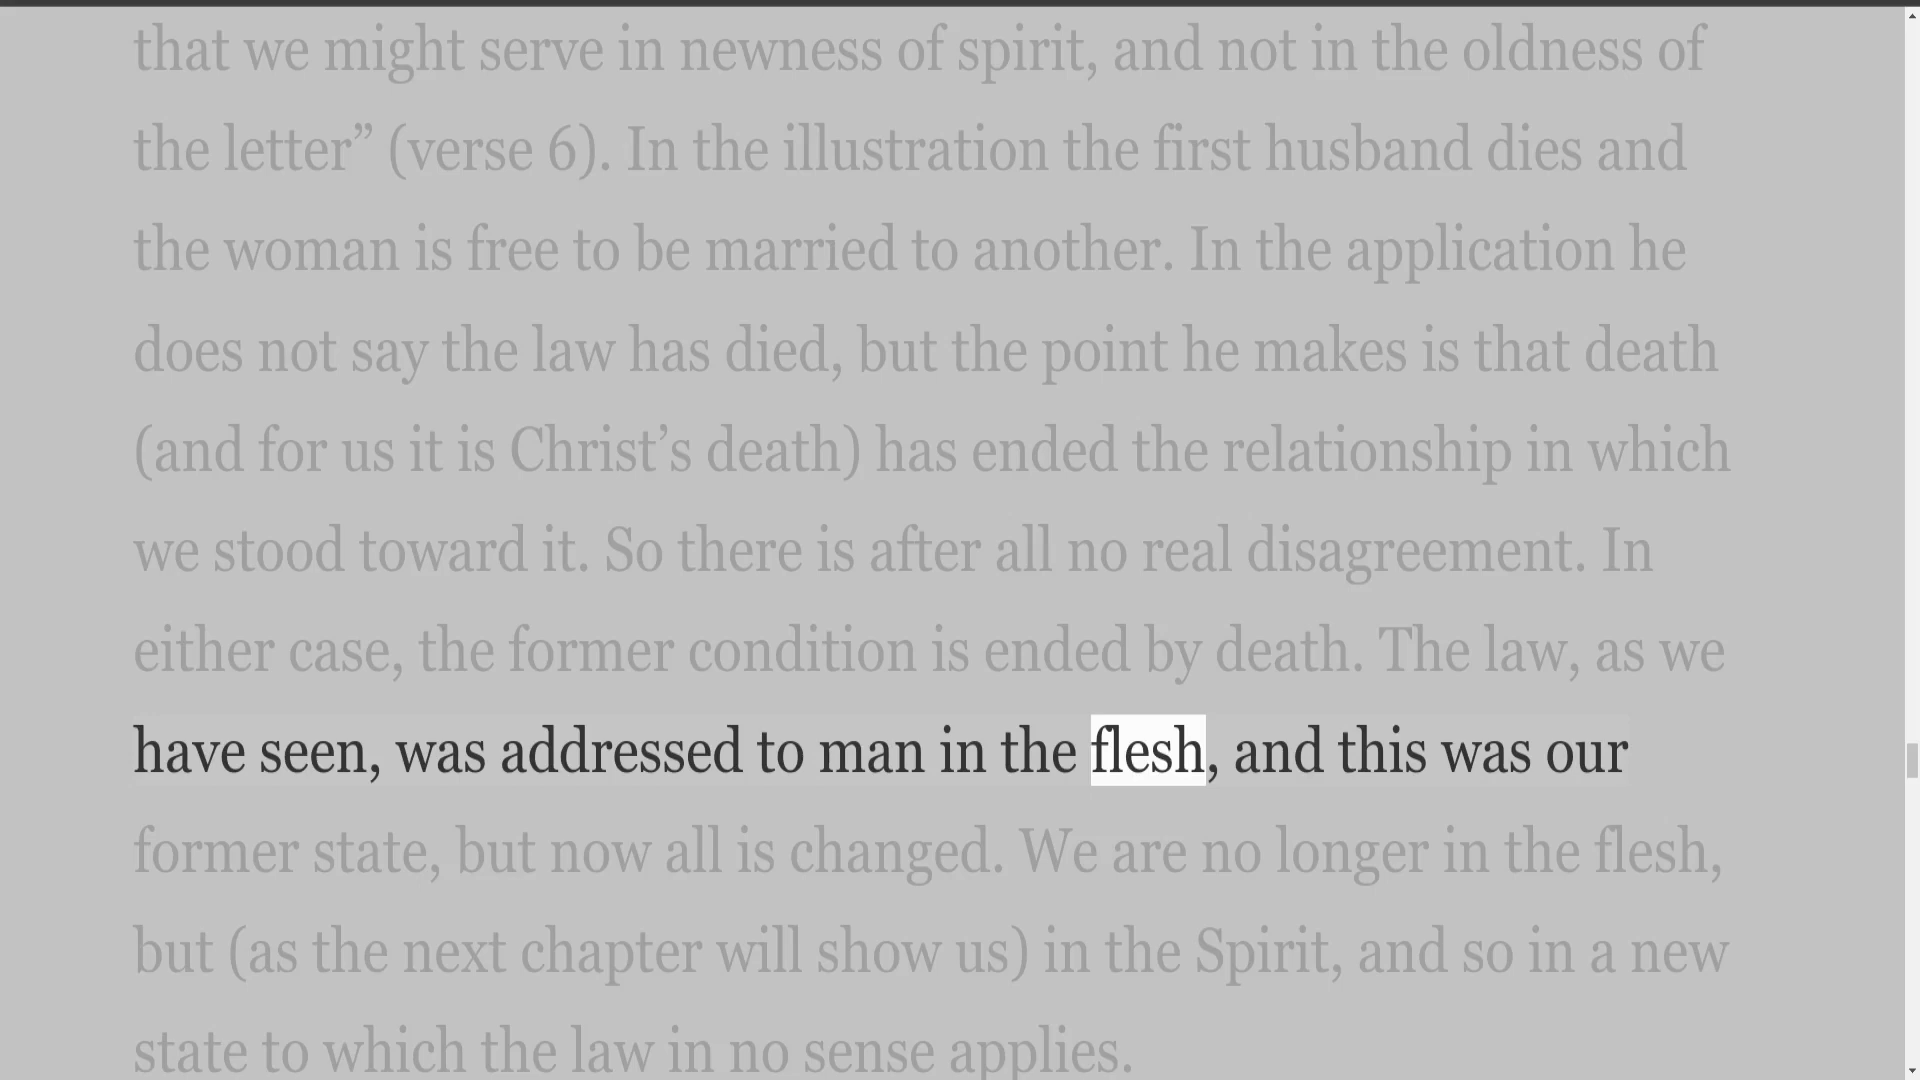 that we might serve in newness of spirit, and not in the oldness of
the letter” (verse 6). In the illustration the first husband dies and
the woman is free to be married to another. In the application he
does not say the law has died, but the point he makes is that death
(and for us it is Christ’s death) has ended the relationship in which
we stood toward it. So there is after all no real disagreement. In
either case, the former condition is ended by death. The law, as we
have seen, was addressed to man in the flesh, and this was our
former state, but now all is changed. We are no longer in the flesh,
but (as the next chapter will show us) in the Spirit, and so in a new
state to which the law in no sense applies.